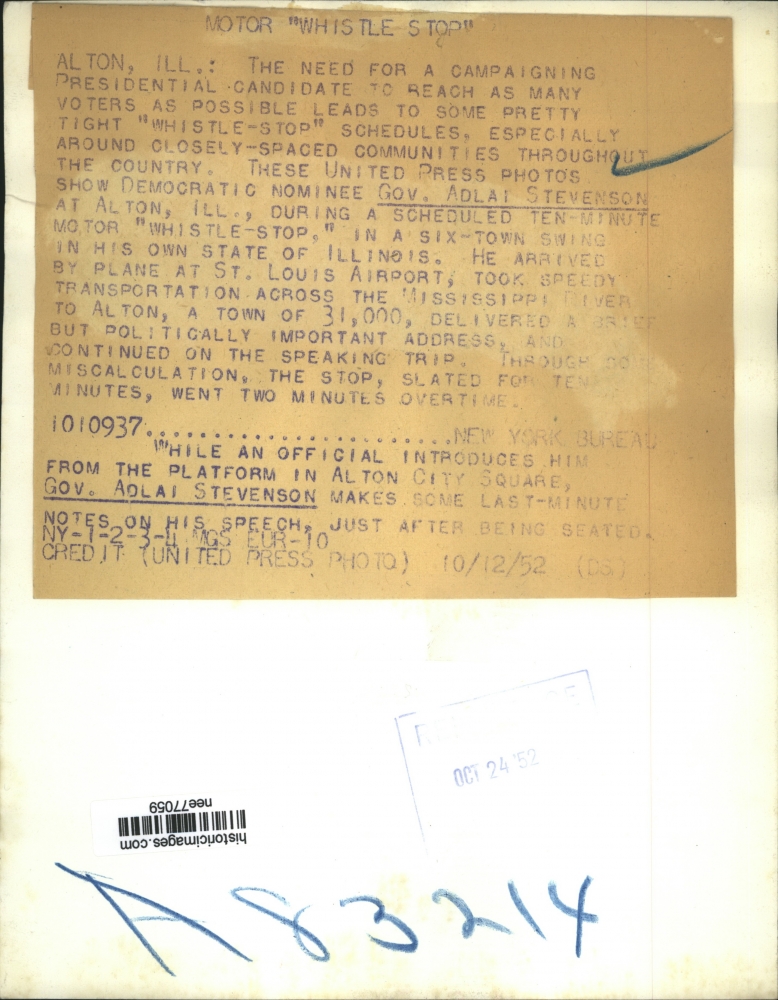 MOTOR "WHISTLE-STOP"
ALTON, ILL.: THE NEED FOR A CAMPAIGNING
PRESIDENTIAL CANDIDATE TO REACH AS MANY
VOTERS AS POSSIBLE LEADS TO SOME PRETTY
TIGHT "WHISTLE-STOP" SCHEDULES, ESPECIALLY
AROUND CLOSELY-SPACED COMMUNITIES THROUGHOUT
THE COUNTRY. THESE UNITED PRESS PHOTOS
SHOW DEMOCRATIC NOMINEE GOV. ADLAI STEVENSON
AT ALTON, ILL., DURING A SCHEDULED TEN-MINUTE
MOTOR "WHISTLE-STOP," IN A SIX-TOWN SWING
IN HIS OWN STATE OF ILLINOIS. HE ARRIVED
BY PLANE AT ST. LOUIS AIRPORT, TOOK SPEEDY
TRANSPORTATION ACROSS THE MISSISSIPPI RIVER
TO ALTON, A TOWN OF 31,000, DELIVERED A BRIEF
BUT POLITICALLY IMPORTANT ADDRESS, AND
CONTINUED ON THE SPEAKING TRIP. THROUGH SOME
MISCALCULATION, THE STOP, SLATED FOR TEN
MINUTES, WENT TWO MINUTES OVERTIME.
1010937.......................NEW YORK BUREAU
WHILE AN OFFICIAL INTRODUCES HIM
FROM THE PLATFORM IN ALTON CITY SQUARE,
GOV. ADLAI STEVENSON MAKES SOME LAST-MINUTE
NOTES ON HIS SPEECH, JUST AFTER BEING SEATED.
NY-1-2-3-4 MGS EUR-10
CREDIT (UNITED PRESS PHOTO) 10/12/52 (DS)
OCT 24 '52
historicimages.com
nee77059
A83214